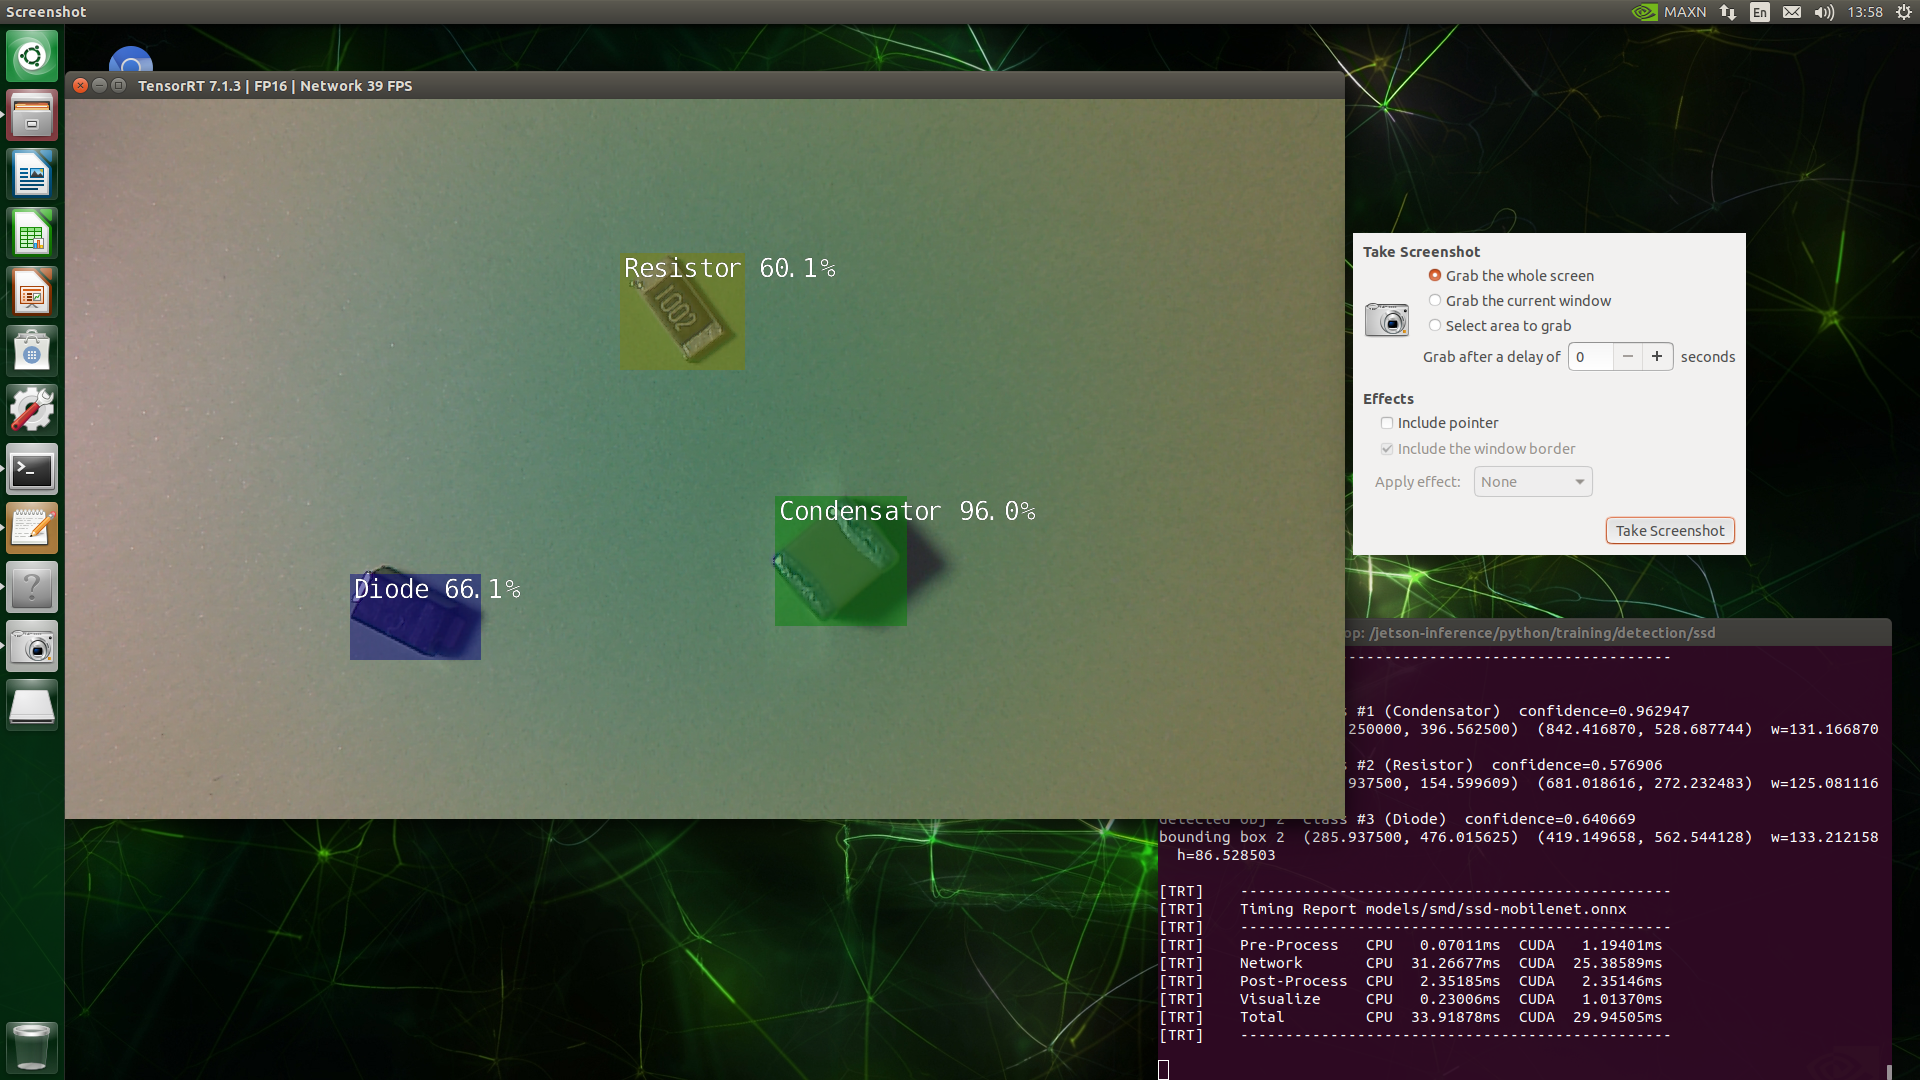 Screenshot
MAXN
En
13:58
TensorRT 7.1.3 | FP16 | Network 39 FPS
Resistor 60.1%
1002
Condensator 96.0%
Diode 66.1%
Take Screenshot
Grab the whole screen
Grab the current window
Select area to grab
Grab after a delay of 0 − + seconds
Effects
Include pointer
Include the window border
Apply effect: None
Take Screenshot
op: /jetson-inference/python/training/detection/ssd
-----------------------------------
#1 (Condensator)  confidence=0.962947
250000, 396.562500)  (842.416870, 528.687744)  w=131.166870
#2 (Resistor)  confidence=0.576906
937500, 154.599609)  (681.018616, 272.232483)  w=125.081116
detected obj 2  class #3 (Diode)  confidence=0.640669
bounding box 2  (285.937500, 476.015625)  (419.149658, 562.544128)  w=133.212158
h=86.528503
[TRT]    ------------------------------------------------
[TRT]    Timing Report models/smd/ssd-mobilenet.onnx
[TRT]    ------------------------------------------------
[TRT]    Pre-Process   CPU   0.07011ms  CUDA   1.19401ms
[TRT]    Network       CPU  31.26677ms  CUDA  25.38589ms
[TRT]    Post-Process  CPU   2.35185ms  CUDA   2.35146ms
[TRT]    Visualize     CPU   0.23006ms  CUDA   1.01370ms
[TRT]    Total         CPU  33.91878ms  CUDA  29.94505ms
[TRT]    ------------------------------------------------